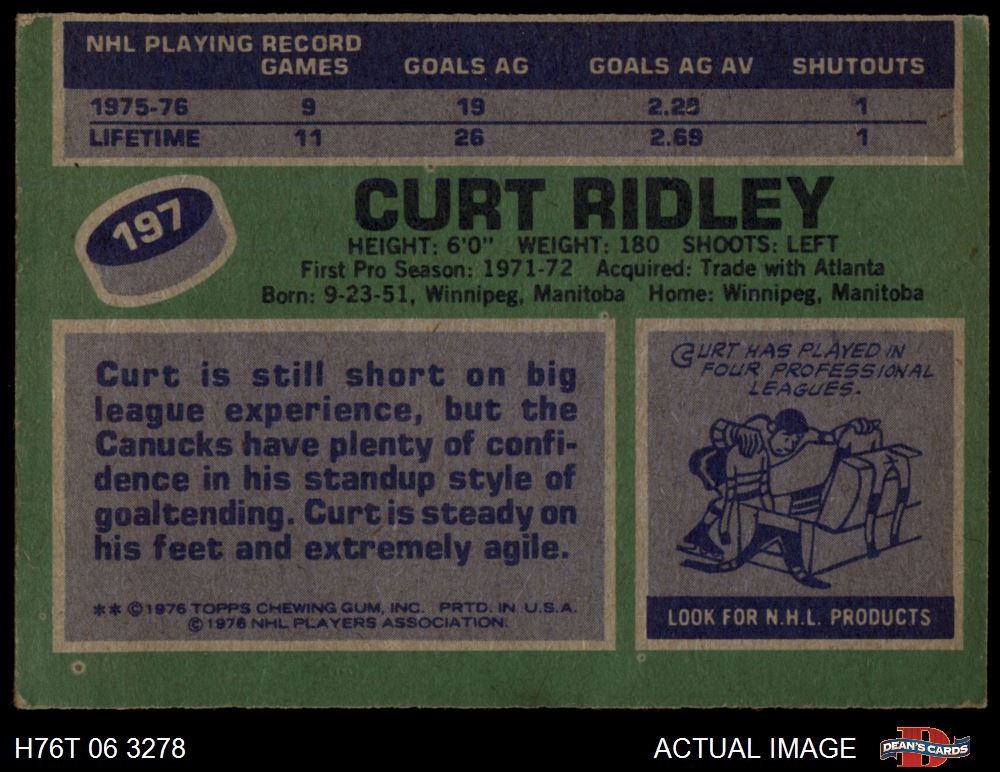 NHL PLAYING RECORD
GAMES GOALS AG GOALS AG AV SHUTOUTS
1975-76 9 19 2.28 1
LIFETIME 11 26 2.69 1
197
CURT RIDLEY
HEIGHT: 6'0" WEIGHT: 180 SHOOTS: LEFT
First Pro Season: 1971-72 Acquired: Trade with Atlanta
Born: 9-23-51, Winnipeg, Manitoba Home: Winnipeg, Manitoba
Curt is still short on big
league experience, but the
Canucks have plenty of confi-
dence in his standup style of
goaltending. Curt is steady on
his feet and extremely agile.
** ©1976 TOPPS CHEWING GUM, INC. PRTD. IN U.S.A.
©1976 NHL PLAYERS ASSOCIATION.
CURT HAS PLAYED IN
FOUR PROFESSIONAL
LEAGUES.
LOOK FOR N.H.L. PRODUCTS
H76T 06 3278
ACTUAL IMAGE
D
DEAN'S CARDS